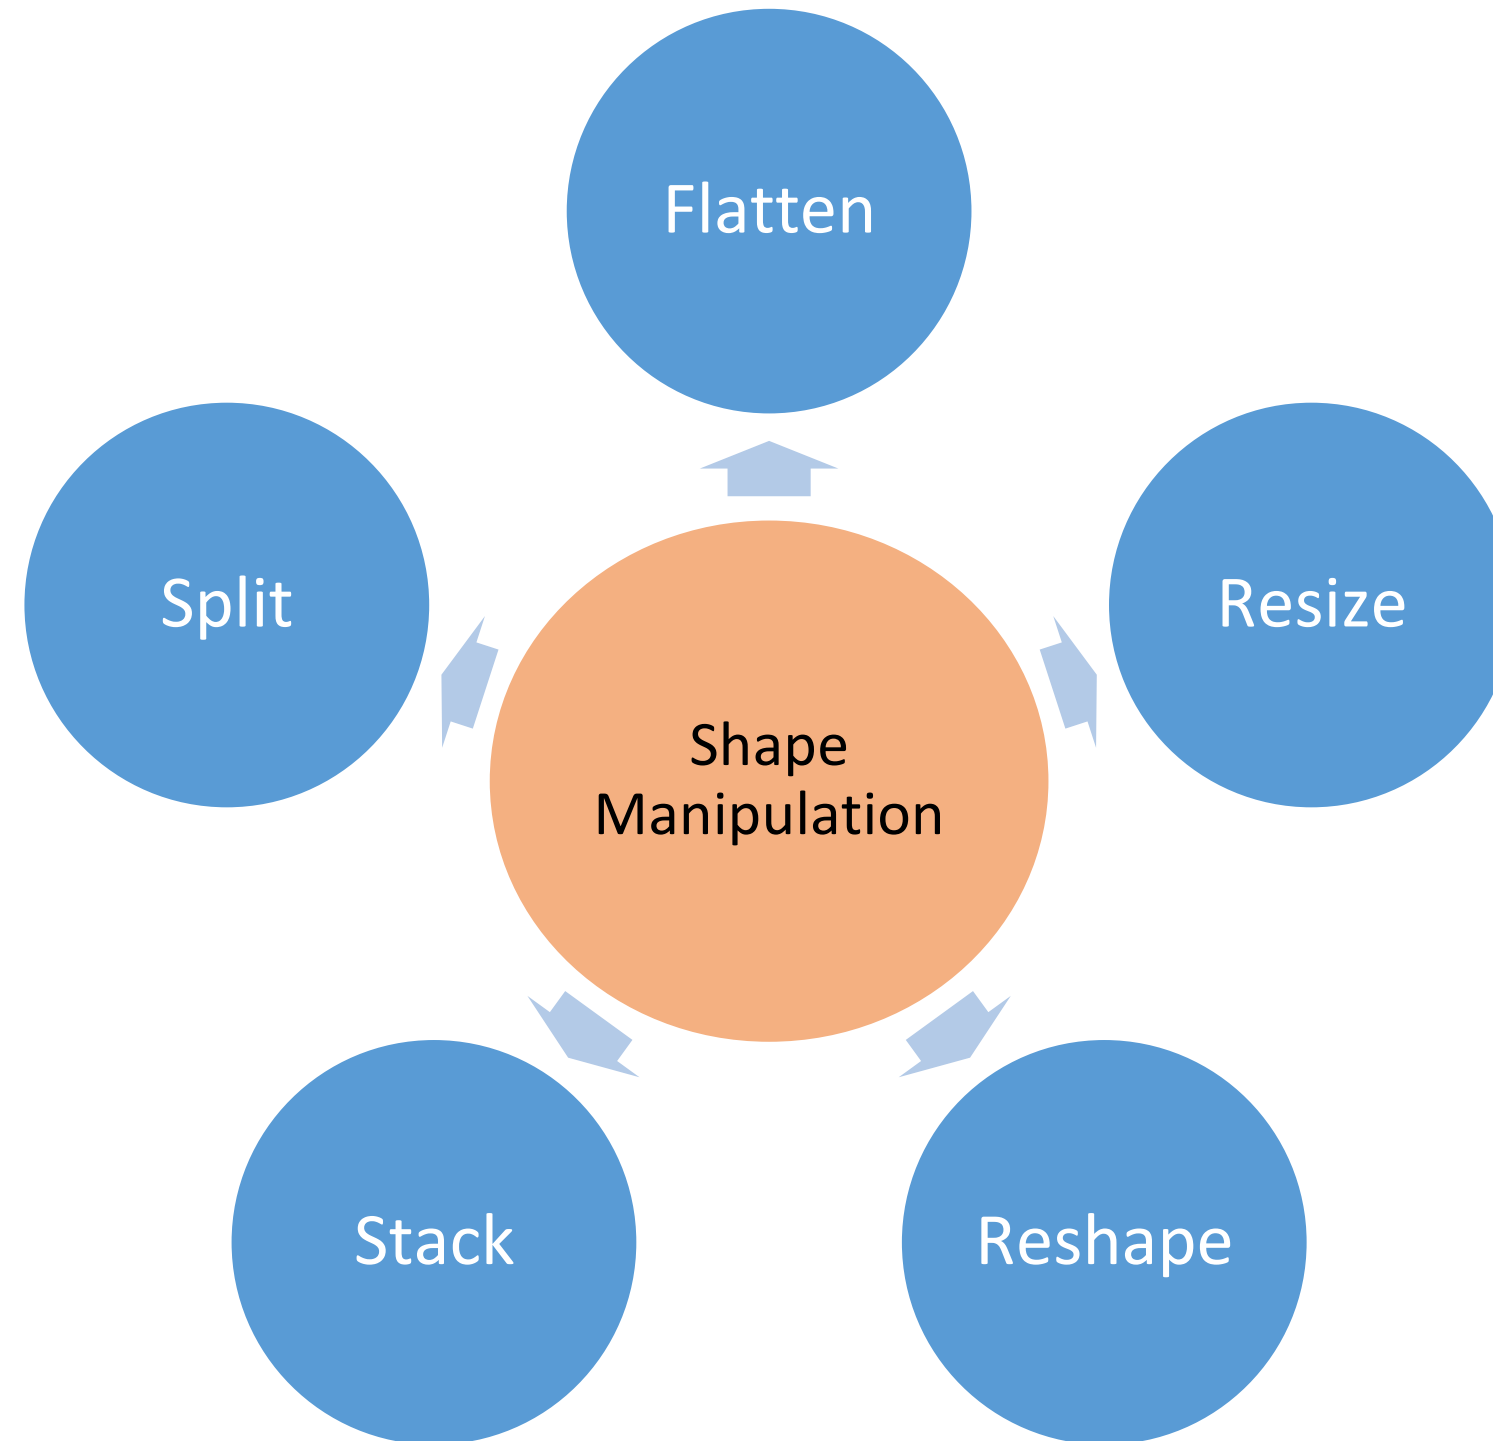 Flatten
Split
Resize
Shape
Manipulation
Stack
Reshape